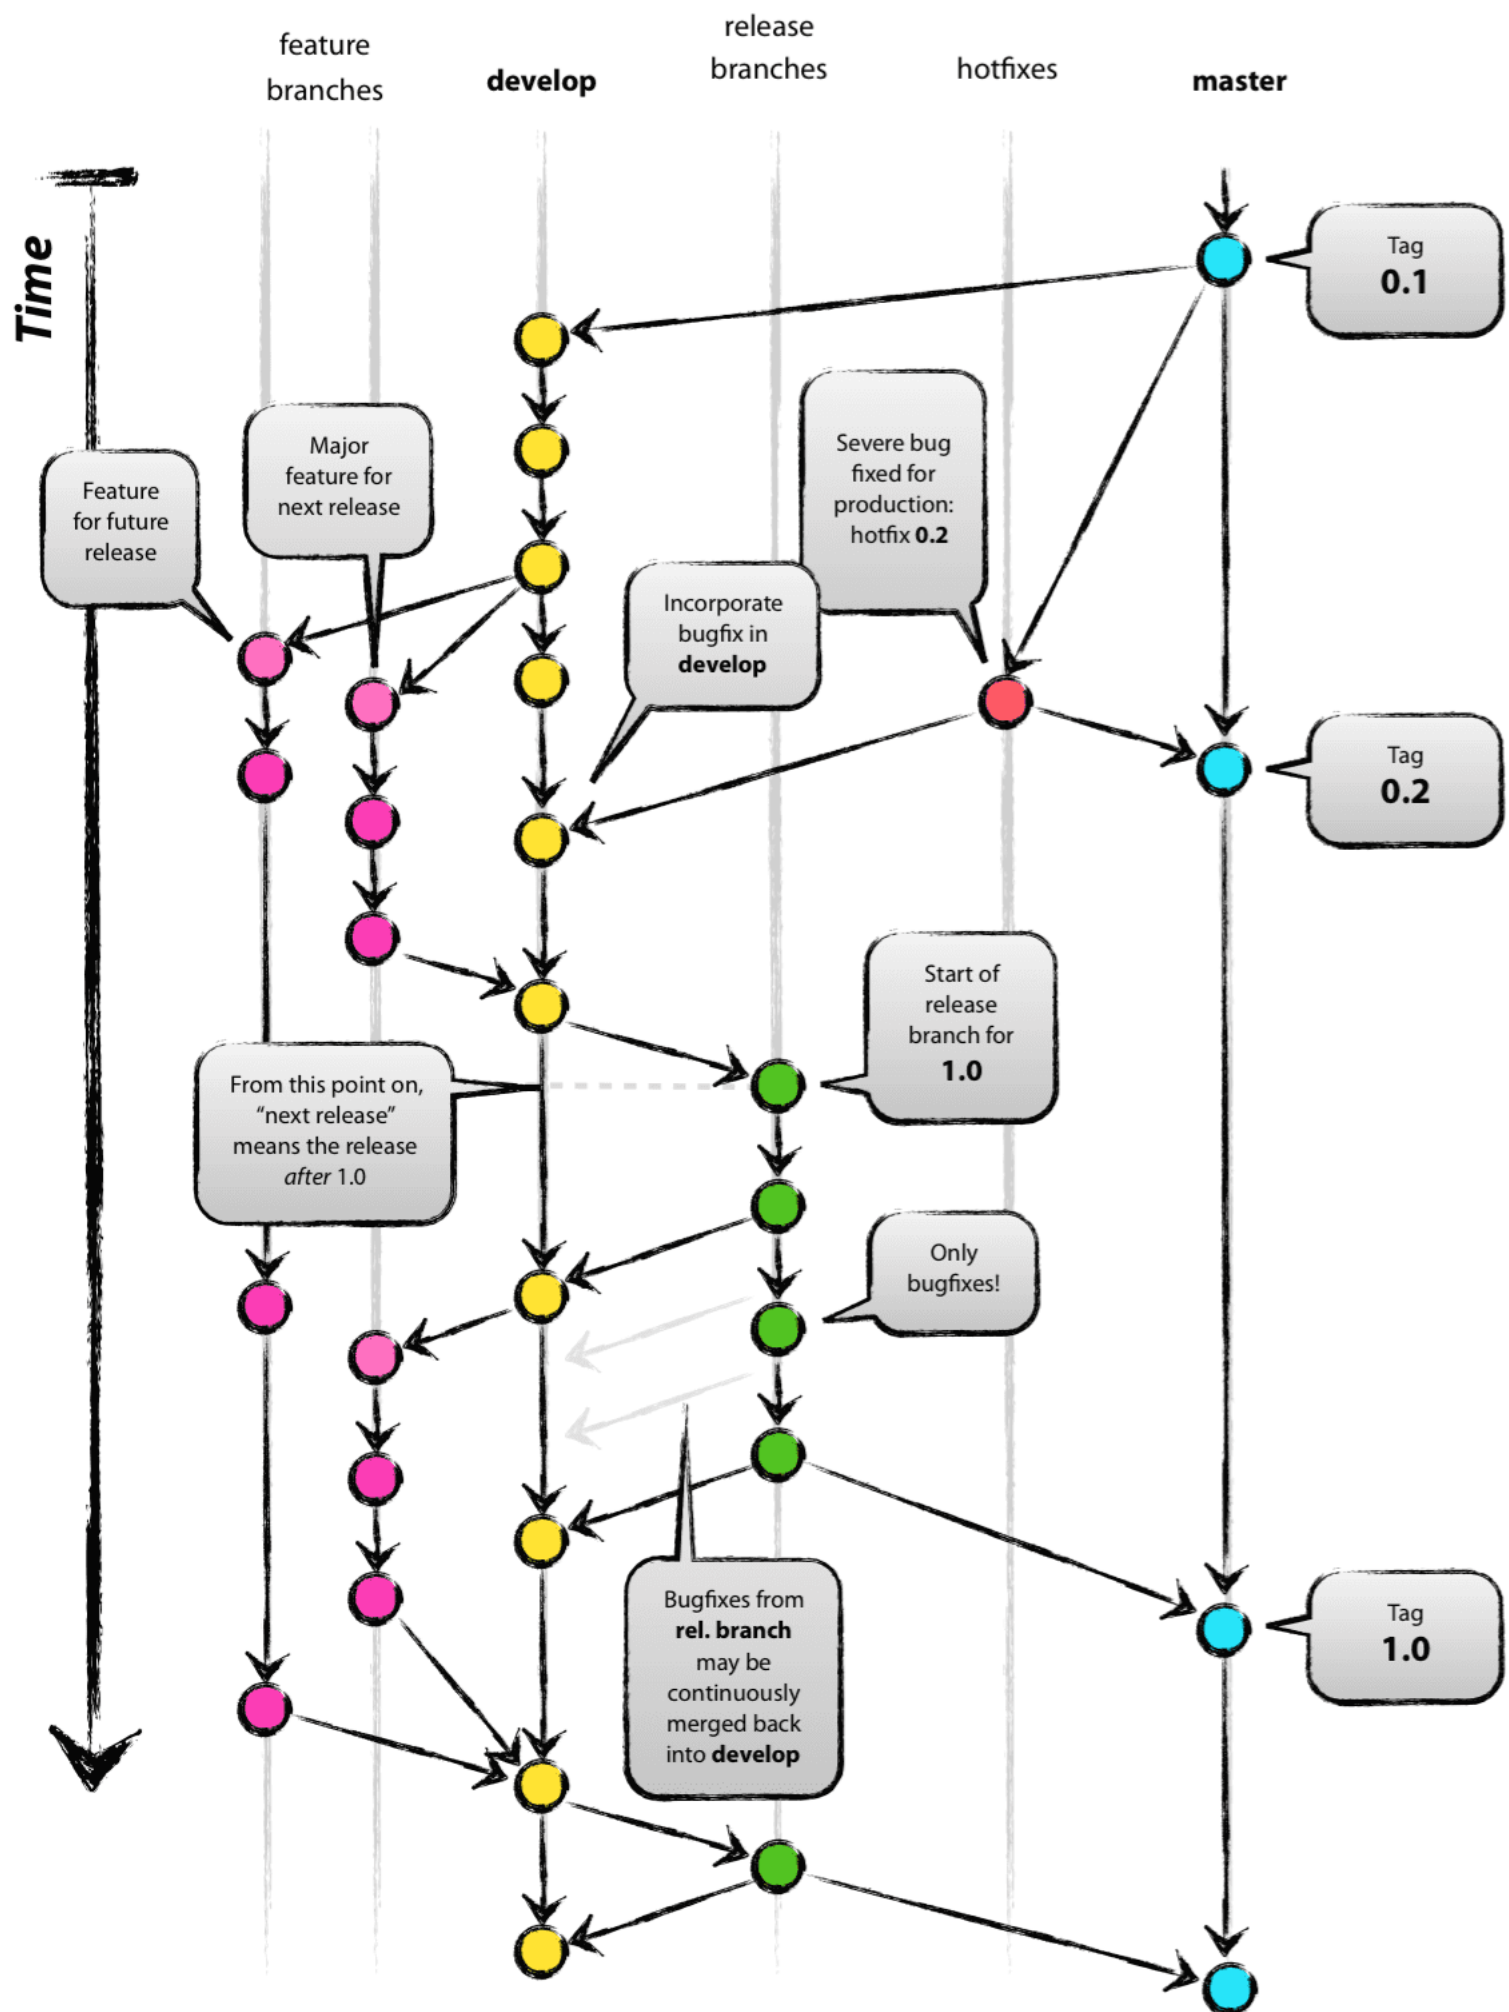 feature
branches
develop
release
branches
hotfixes
master
Time
Tag
0.1
Major
feature for
next release
Feature
for future
release
Severe bug
fixed for
production:
hotfix 0.2
Incorporate
bugfix in
develop
Tag
0.2
Start of
release
branch for
1.0
From this point on,
“next release”
means the release
after 1.0
Only
bugfixes!
Bugfixes from
rel. branch
may be
continuously
merged back
into develop
Tag
1.0